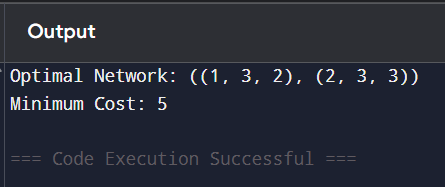 Output
Optimal Network: ((1, 3, 2), (2, 3, 3))
Minimum Cost: 5
=== Code Execution Successful ===